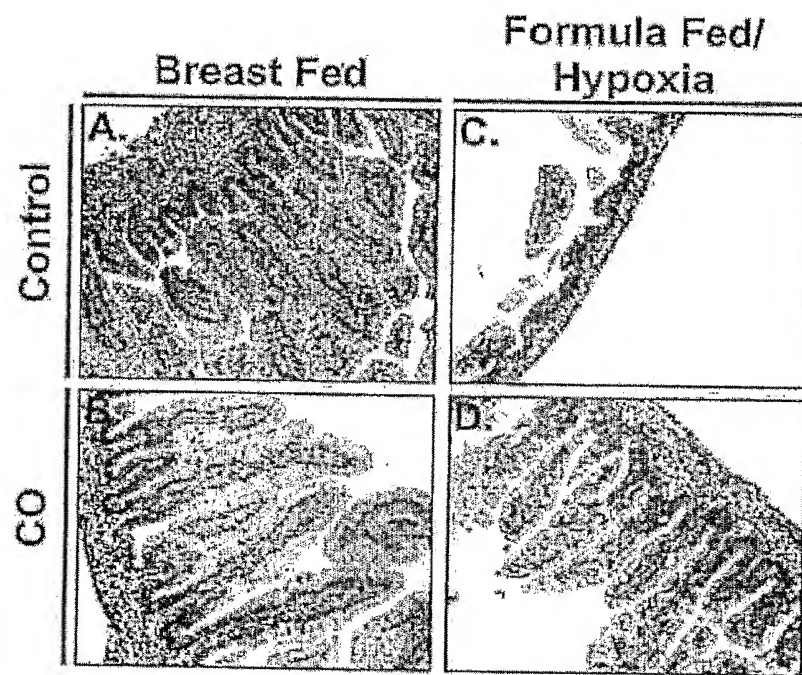 Breast Fed
Formula Fed/
Hypoxia
Control
A.
C.
CO
B.
D.